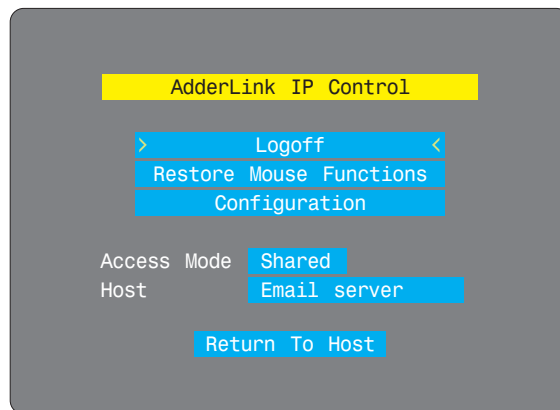 AdderLink IP Control
> Logoff <
Restore Mouse Functions
Configuration
Access Mode Shared
Host Email server
Return To Host